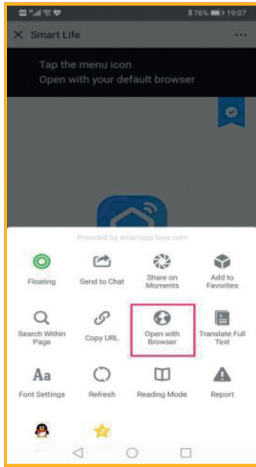 76% 19:07
Smart Life
Tap the menu icon
Open with your default browser
Provided by smartapp.tuya.com
Floating
Send to Chat
Share on
Moments
Add to
Favorites
Search Within
Page
Copy URL
Open with
Browser
Translate Full
Text
Aa
Font Settings
Refresh
Reading Mode
Report